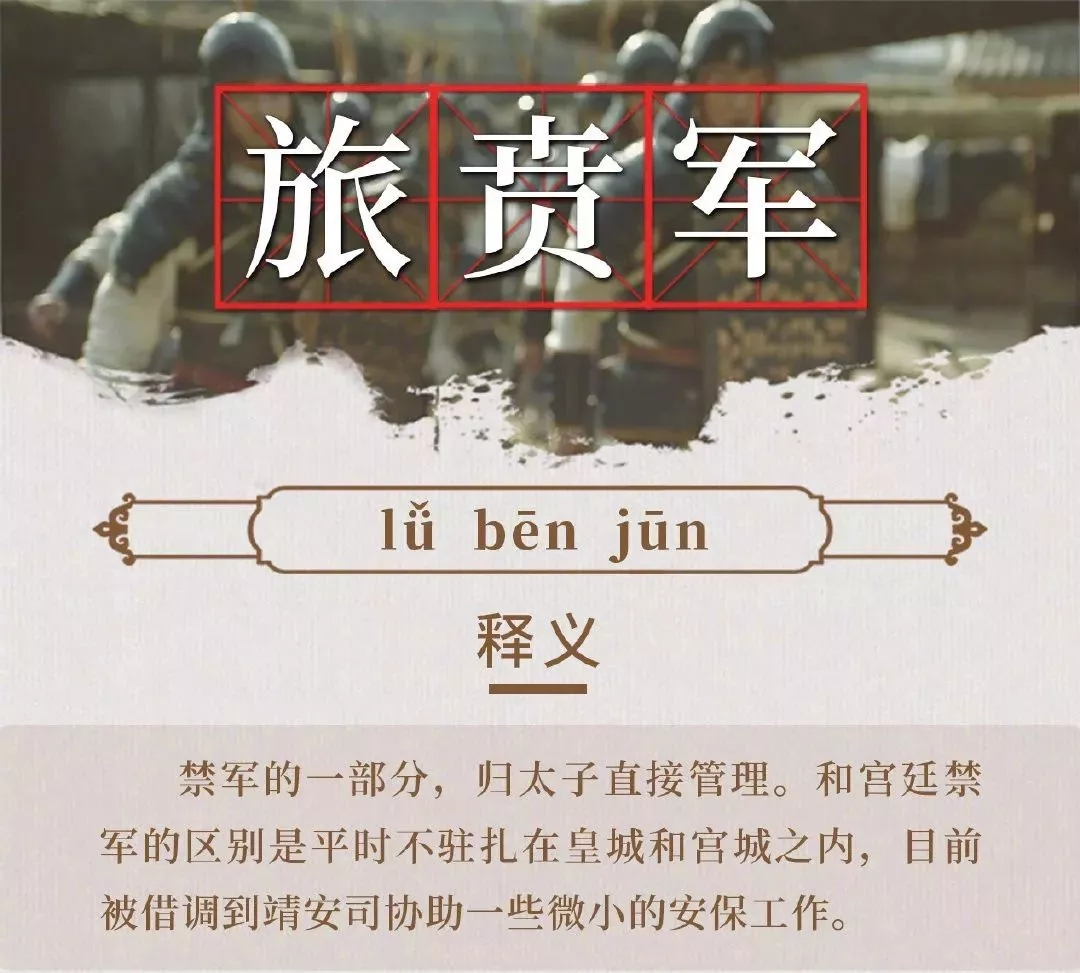 旅贲军
lǚ bēn jūn
释义
禁军的一部分，归太子直接管理。和宫廷禁
军的区别是平时不驻扎在皇城和宫城之内，目前
被借调到靖安司协助一些微小的安保工作。